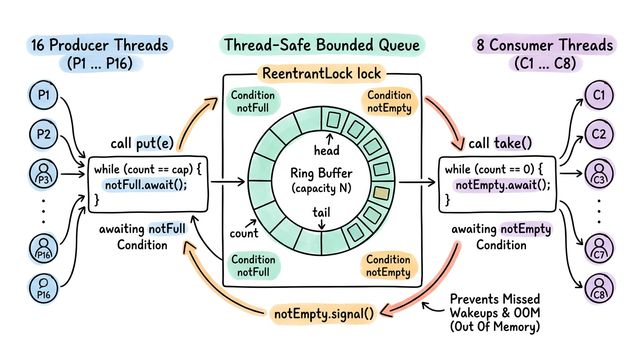 16 Producer Threads
(P1 ... P16)
Thread-Safe Bounded Queue
8 Consumer Threads
(C1 ... C8)
ReentrantLock lock
P1
P2
P3
P16
P16
call put(e)
while (count == cap) {
notFull.await();
}
awaiting notFull
Condition
Condition
notFull
Condition
notEmpty
head
Ring Buffer
(capacity N)
tail
count
Condition
notFull
Condition
notEmpty
call take()
while (count == 0) {
notEmpty.await();
}
awaiting notEmpty
Condition
C1
C2
C3
C7
C8
notEmpty.signal()
Prevents Missed
Wakeups & OOM
(Out Of Memory)